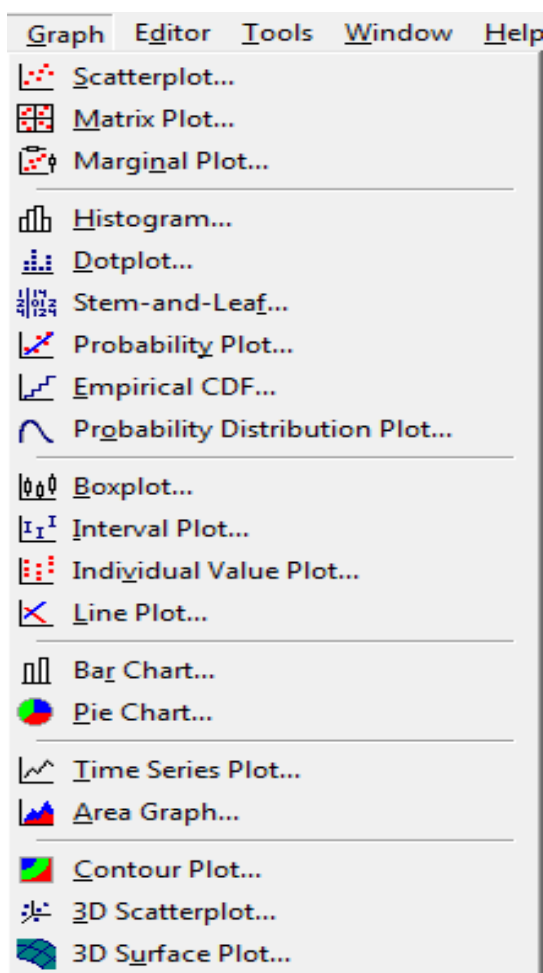 Graph Editor Tools Window Help
Scatterplot...
Matrix Plot...
Marginal Plot...
Histogram...
Dotplot...
Stem-and-Leaf...
Probability Plot...
Empirical CDF...
Probability Distribution Plot...
Boxplot...
Interval Plot...
Individual Value Plot...
Line Plot...
Bar Chart...
Pie Chart...
Time Series Plot...
Area Graph...
Contour Plot...
3D Scatterplot...
3D Surface Plot...